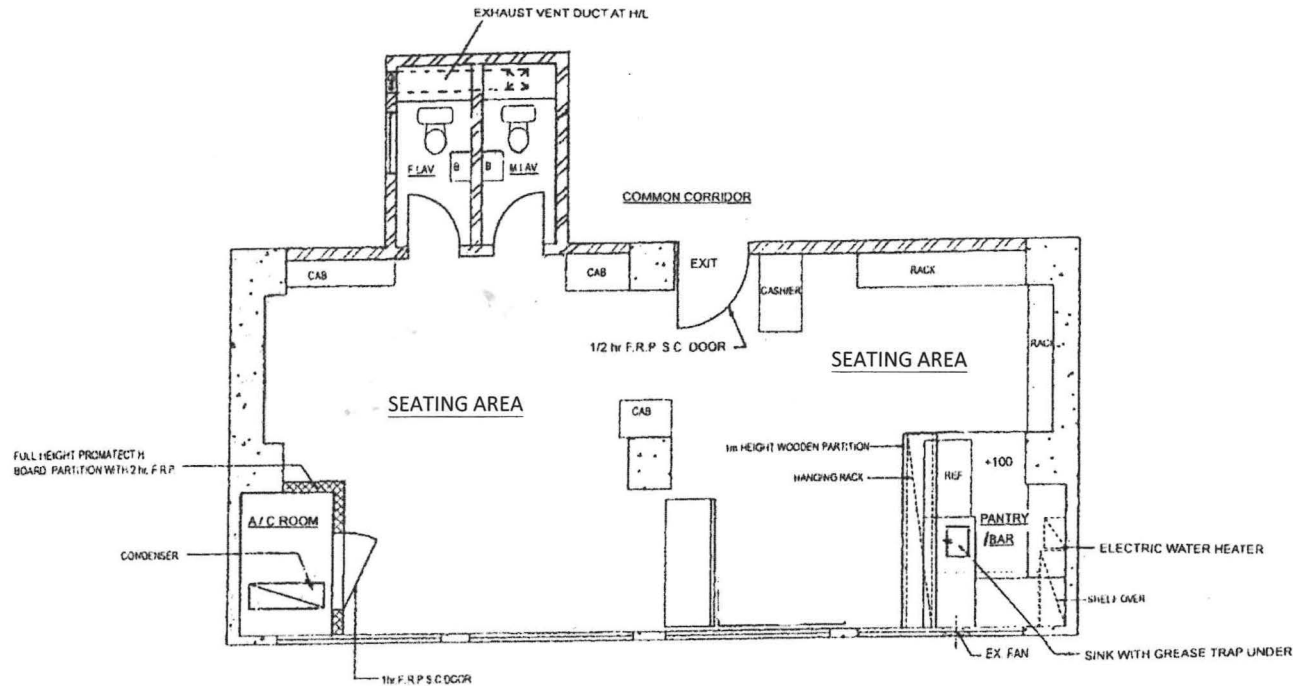 EXHAUST VENT DUCT AT H/L
F LAV
B
B
M LAV
COMMON CORRIDOR
CAB
CAB
EXIT
CASHIER
RACK
RACK
1/2 hr F.R.P S.C DOOR
SEATING AREA
SEATING AREA
CAB
FULL HEIGHT PROMATECT H
BOARD PARTITION WITH 2 hr. F.R.P
1m HEIGHT WOODEN PARTITION
HANGING RACK
REF
+100
A / C ROOM
PANTRY
/BAR
CONDENSER
ELECTRIC WATER HEATER
SHELF OVER
EX. FAN
SINK WITH GREASE TRAP UNDER
1hr F.R.P S.C DOOR